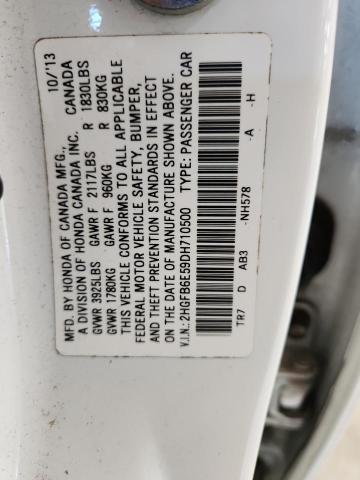 MFD. BY HONDA OF CANADA MFG., 10/'13
A DIVISION OF HONDA CANADA INC. CANADA
GVWR 3925LBS GAWR F 2117LBS R 1830LBS
GVWR 1780KG GAWR F 960KG R 830KG
THIS VEHICLE CONFORMS TO ALL APPLICABLE
FEDERAL MOTOR VEHICLE SAFETY, BUMPER,
AND THEFT PREVENTION STANDARDS IN EFFECT
ON THE DATE OF MANUFACTURE SHOWN ABOVE.
V.I.N.: 2HGFB6E59DH710500 TYPE: PASSENGER CAR
TR7 D AB3 -NH578 -A -H